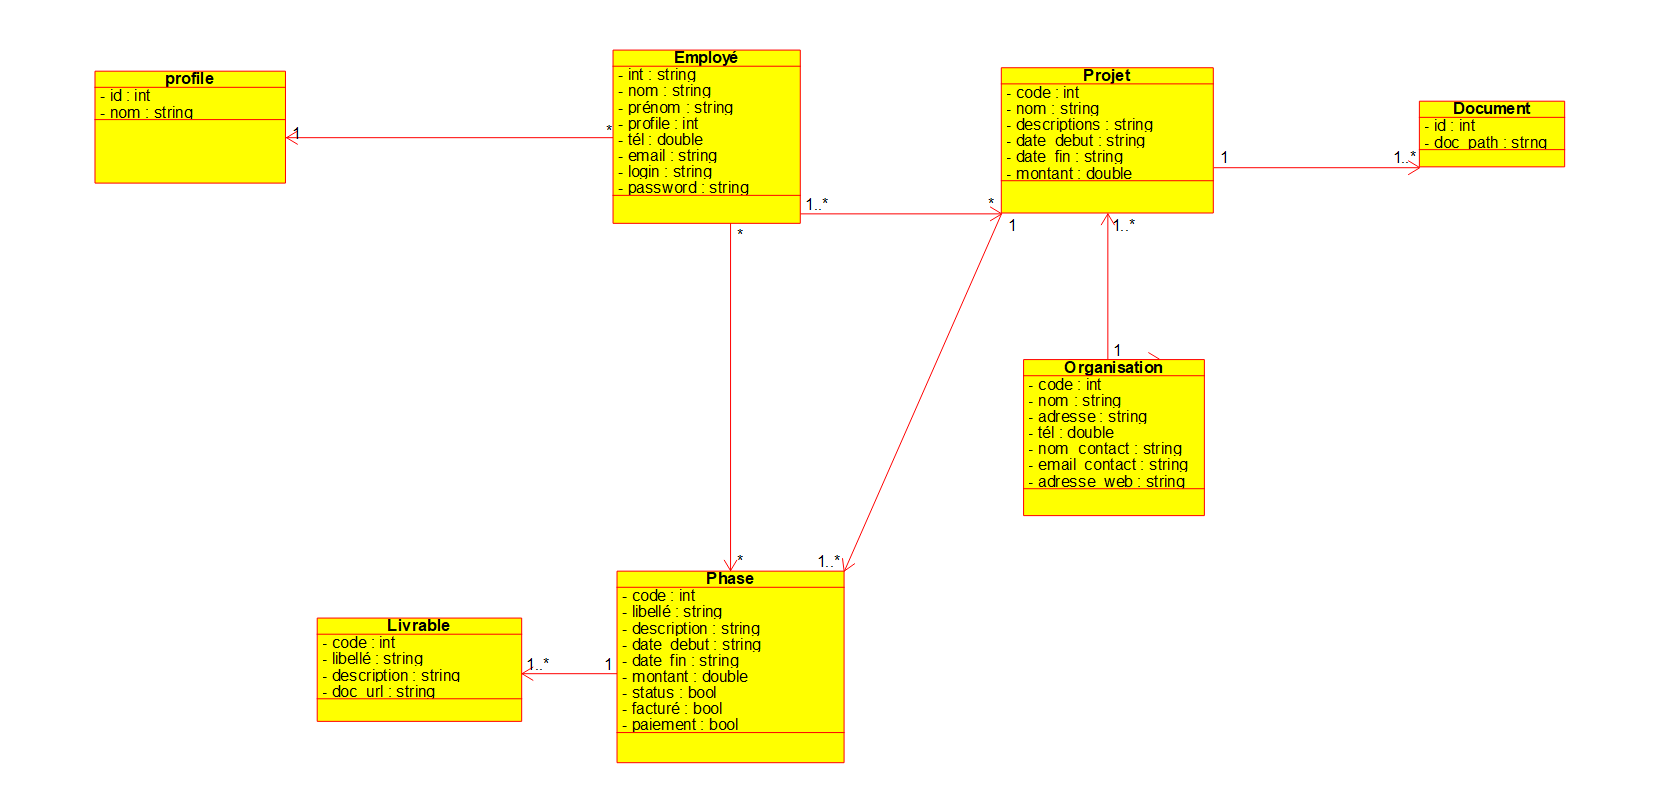 profile
- id : int
- nom : string
1
*
Employé
- int : string
- nom : string
- prénom : string
- profile : int
- tél : double
- email : string
- login : string
- password : string
1..*
*
*
Projet
- code : int
- nom : string
- descriptions : string
- date_debut : string
- date_fin : string
- montant : double
1
1..*
Document
- id : int
- doc_path : strng
1
1..*
1
Organisation
- code : int
- nom : string
- adresse : string
- tél : double
- nom_contact : string
- email_contact : string
- adresse_web : string
*
1..*
Phase
- code : int
- libellé : string
- description : string
- date_debut : string
- date_fin : string
- montant : double
- status : bool
- facturé : bool
- paiement : bool
1..*
1
Livrable
- code : int
- libellé : string
- description : string
- doc_url : string